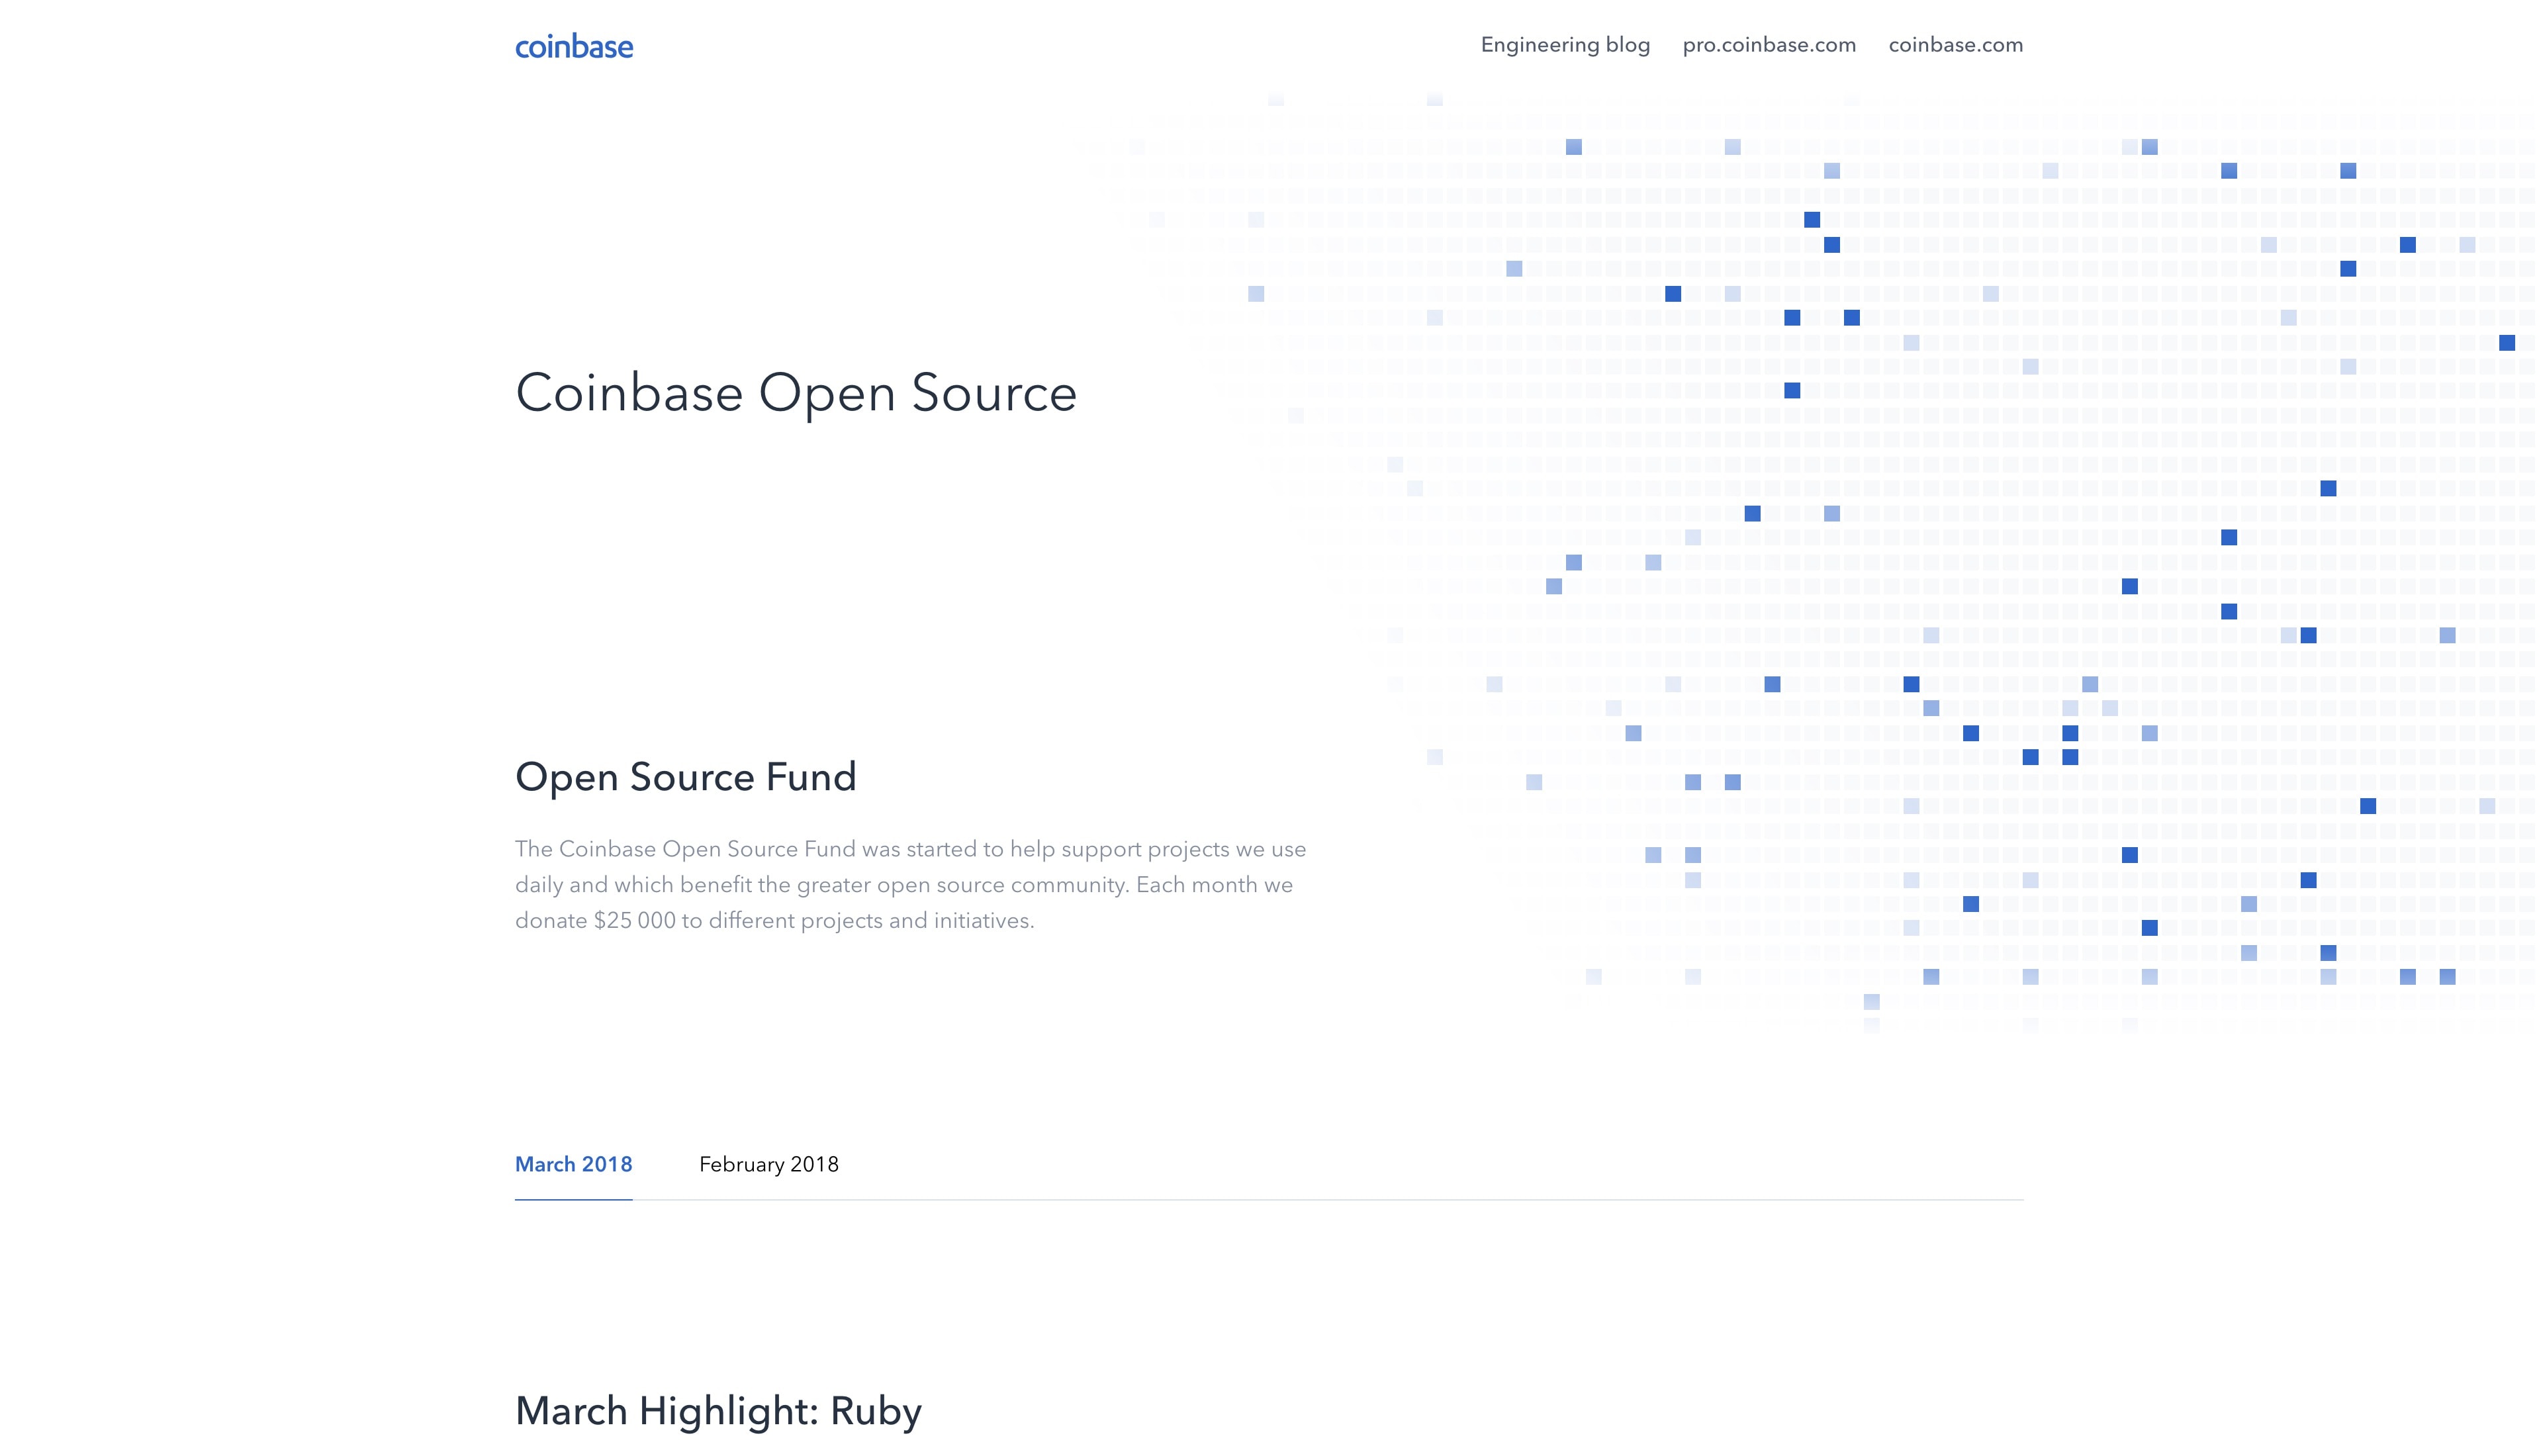 coinbase
Engineering blog pro.coinbase.com coinbase.com
Coinbase Open Source
Open Source Fund
The Coinbase Open Source Fund was started to help support projects we use
daily and which benefit the greater open source community. Each month we
donate $25 000 to different projects and initiatives.
March 2018 February 2018
March Highlight: Ruby